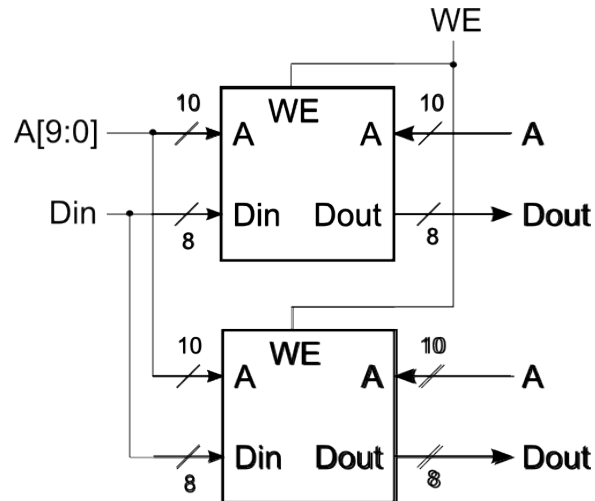 WE
10 WE 10
A[9:0] A A A
Din Din Dout Dout
8 8
10 WE 10
A A A
Din Dout Dout
8 8